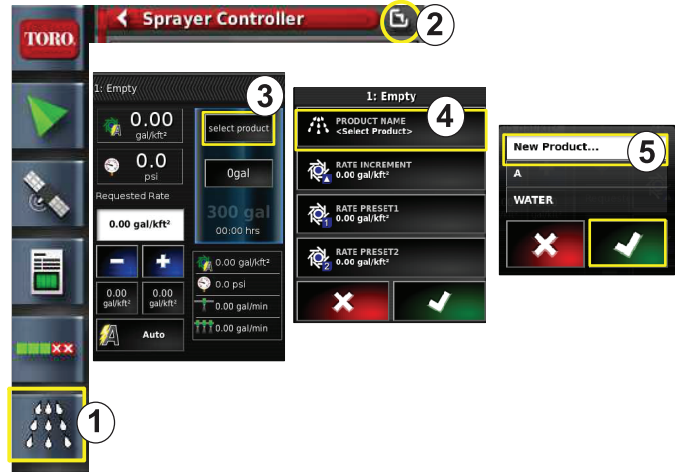 TORO.
Sprayer Controller
2
1: Empty
3
0.00
gal/kft²
select product
0.0
psi
0gal
Requested Rate
300 gal
0.00 gal/kft²
00:00 hrs
0.00 gal/kft²
0.00
gal/kft²
0.00
gal/kft²
0.0 psi
0.00 gal/min
A Auto
0.00 gal/min
1: Empty
4
PRODUCT NAME
<Select Product>
RATE INCREMENT
0.00 gal/kft²
1
RATE PRESET1
0.00 gal/kft²
2
RATE PRESET2
0.00 gal/kft²
New Product...
5
A
WATER
1